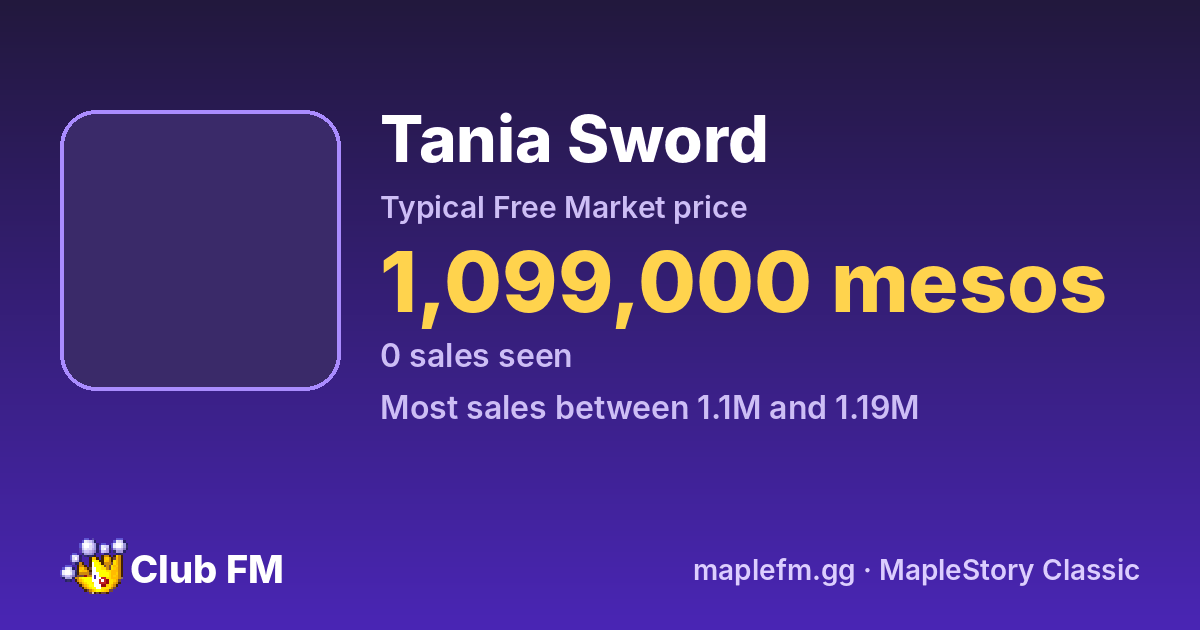 Tania Sword
Typical Free Market price
1,099,000 mesos
0 sales seen
Most sales between 1.1M and 1.19M
Club FM
maplefm.gg · MapleStory Classic